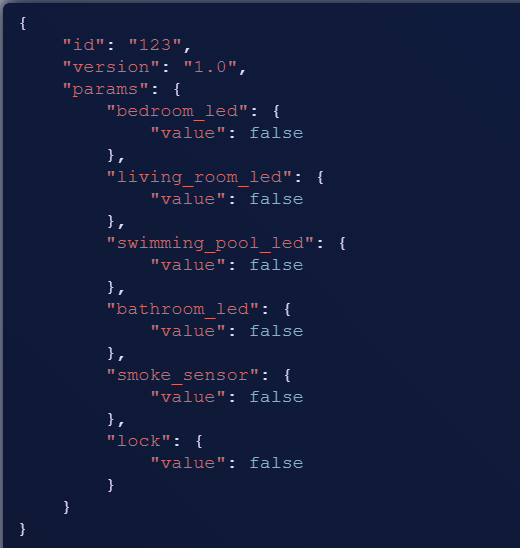 {
    "id": "123",
    "version": "1.0",
    "params": {
        "bedroom_led": {
            "value": false
        },
        "living_room_led": {
            "value": false
        },
        "swimming_pool_led": {
            "value": false
        },
        "bathroom_led": {
            "value": false
        },
        "smoke_sensor": {
            "value": false
        },
        "lock": {
            "value": false
        }
    }
}